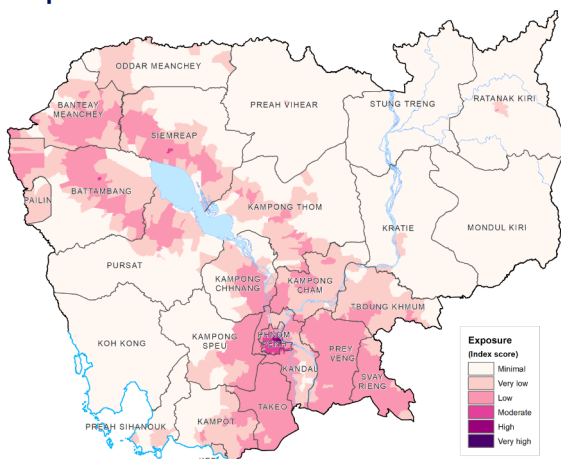 ODDAR MEANCHEY
BANTEAY
MEANCHEY
PREAH VIHEAR
STUNG TRENG
RATANAK KIRI
SIEMREAP
PAILIN
BATTAMBANG
KAMPONG THOM
KRATIE
MONDUL KIRI
PURSAT
KAMPONG
CHHNANG
KAMPONG
CHAM
TBOUNG KHMUM
KOH KONG
KAMPONG
SPEU
PHNOM
PREY
VENG
KANDAL
SVAY
RIENG
TAKEO
PREAH SIHANOUK
KAMPOT
Exposure
(Index score)
Minimal
Very low
Low
Moderate
High
Very high